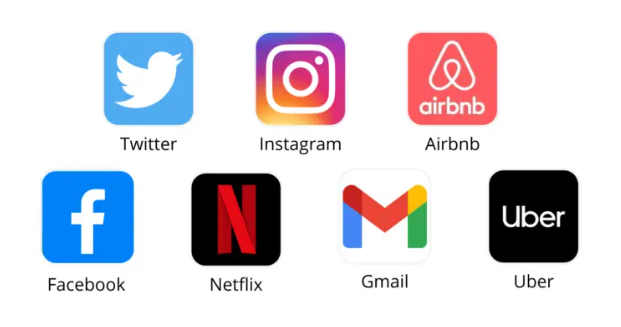 airbnb
Twitter
Instagram
Airbnb
f
N
M
Uber
Facebook
Netflix
Gmail
Uber